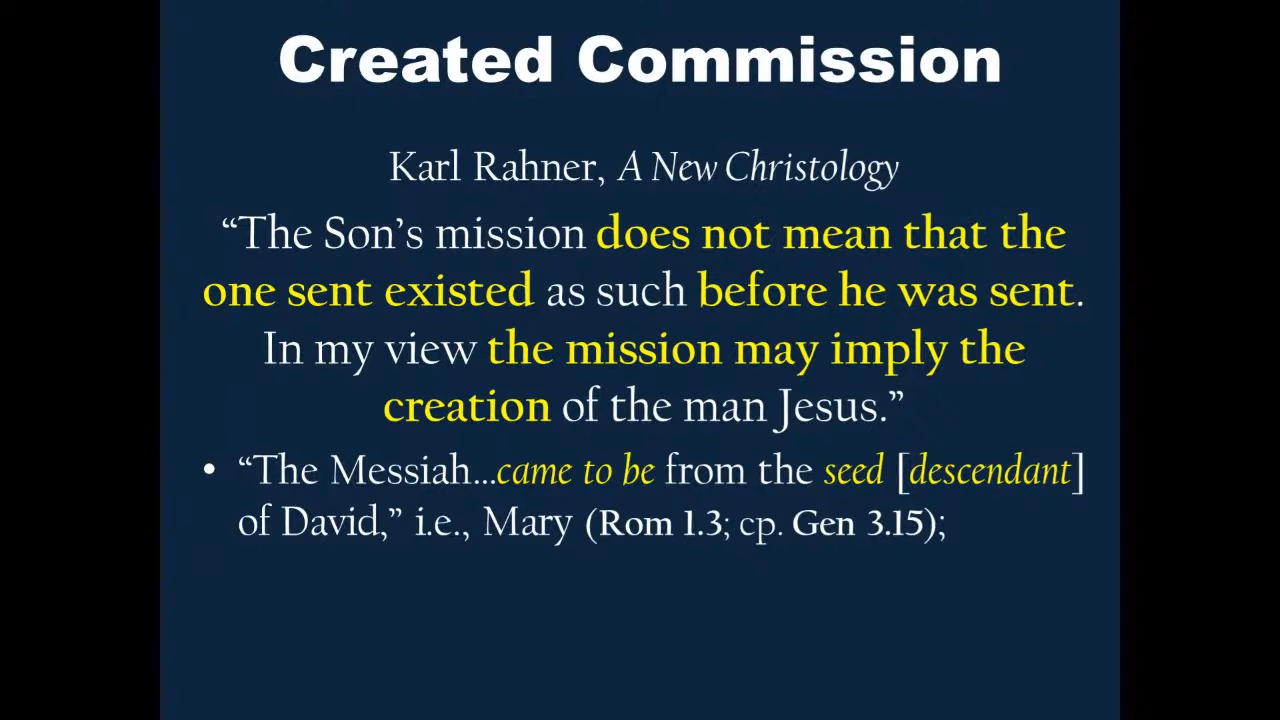 Created Commission
Karl Rahner, A New Christology
“The Son’s mission does not mean that the
one sent existed as such before he was sent.
In my view the mission may imply the
creation of the man Jesus.”
• “The Messiah...came to be from the seed [descendant]
of David,” i.e., Mary (Rom 1.3; cp. Gen 3.15);